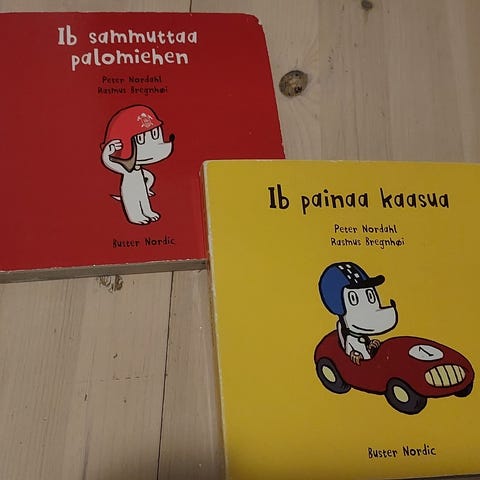 Ib sammuttaa
palomiehen
Peter Nordahl
Rasmus Bregnhøi
Buster Nordic
Ib painaa kaasua
Peter Nordahl
Rasmus Bregnhøi
1
Buster Nordic